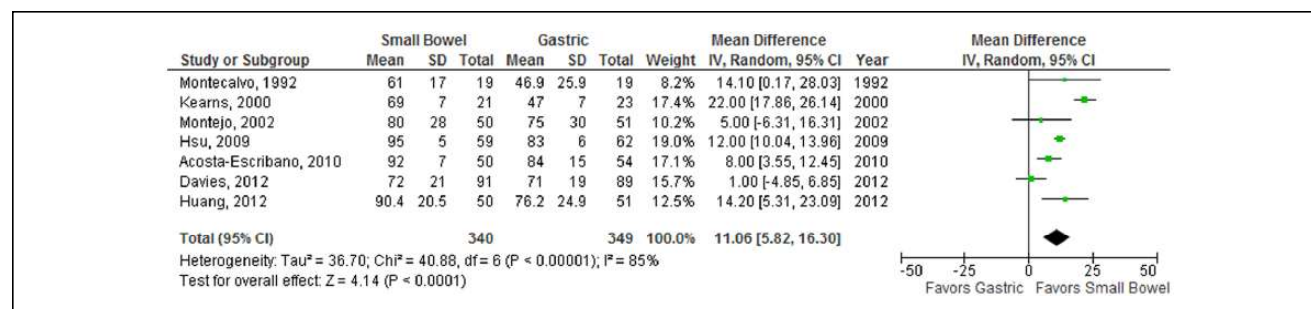 Small Bowel Gastric Mean Difference Mean Difference
Study or Subgroup Mean SD Total Mean SD Total Weight IV, Random, 95% CI Year IV, Random, 95% CI
Montecalvo, 1992 61 17 19 46.9 25.9 19 8.2% 14.10 [0.17, 28.03] 1992
Kearns, 2000 69 7 21 47 7 23 17.4% 22.00 [17.86, 26.14] 2000
Montejo, 2002 80 28 50 75 30 51 10.2% 5.00 [-6.31, 16.31] 2002
Hsu, 2009 95 5 59 83 6 62 19.0% 12.00 [10.04, 13.96] 2009
Acosta-Escribano, 2010 92 7 50 84 15 54 17.1% 8.00 [3.55, 12.45] 2010
Davies, 2012 72 21 91 71 19 89 15.7% 1.00 [-4.85, 6.85] 2012
Huang, 2012 90.4 20.5 50 76.2 24.9 51 12.5% 14.20 [5.31, 23.09] 2012
Total (95% CI) 340 349 100.0% 11.06 [5.82, 16.30]
Heterogeneity: Tau² = 36.70; Chi² = 40.88, df = 6 (P < 0.00001); I² = 85%
Test for overall effect: Z = 4.14 (P < 0.0001)
-50 -25 0 25 50
Favors Gastric Favors Small Bowel